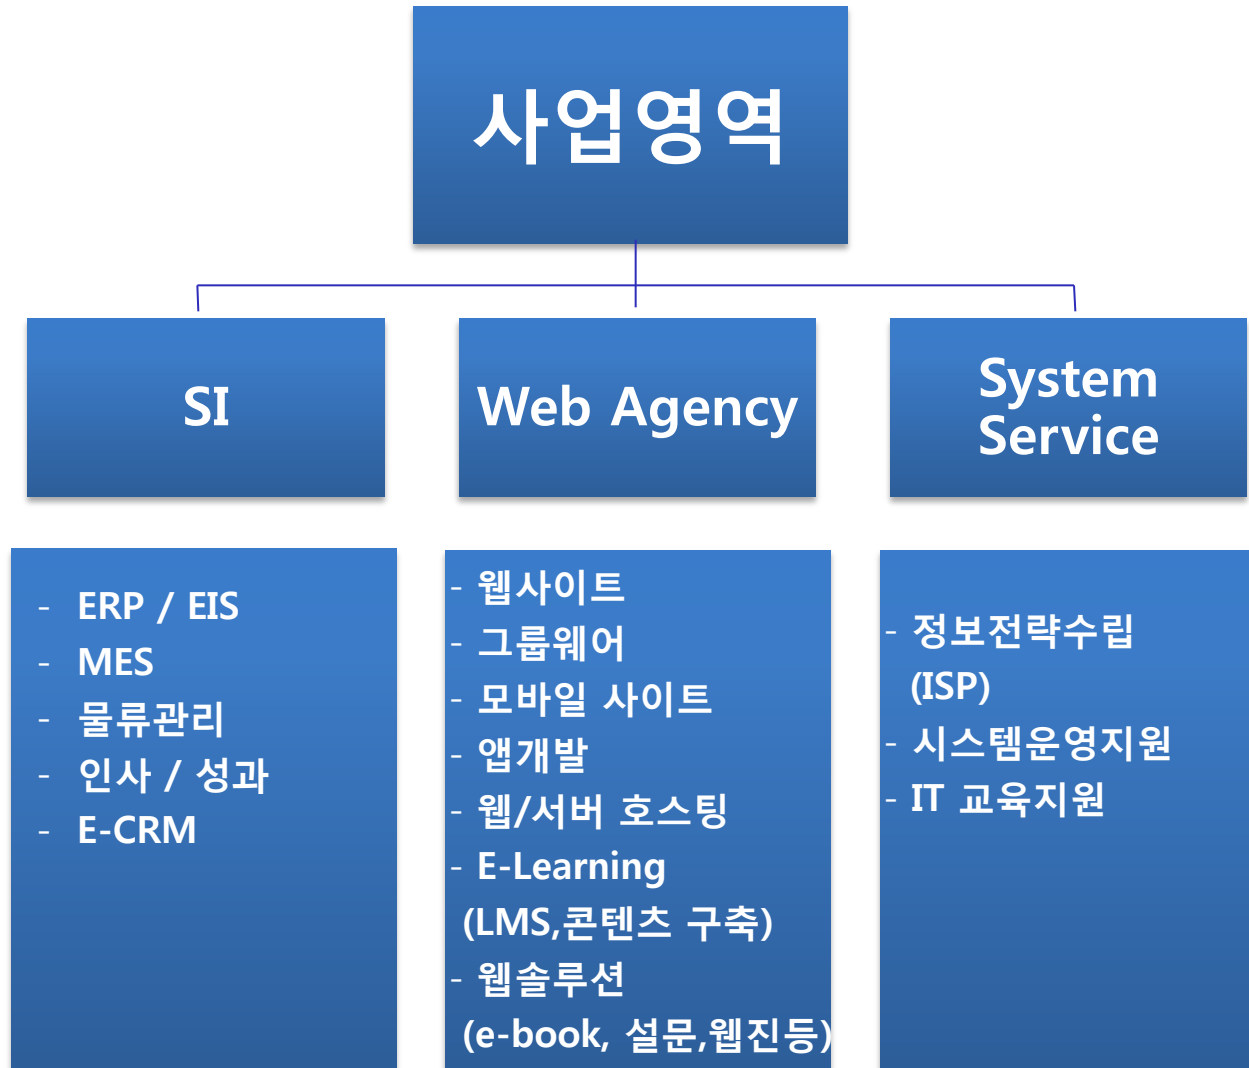 사업영역
SI
Web Agency
System
Service
- ERP / EIS
- MES
- 물류관리
- 인사 / 성과
- E-CRM
- 웹사이트
- 그룹웨어
- 모바일 사이트
- 앱개발
- 웹/서버 호스팅
- E-Learning
(LMS,콘텐츠 구축)
- 웹솔루션
(e-book, 설문,웹진등)
- 정보전략수립
(ISP)
- 시스템운영지원
- IT 교육지원